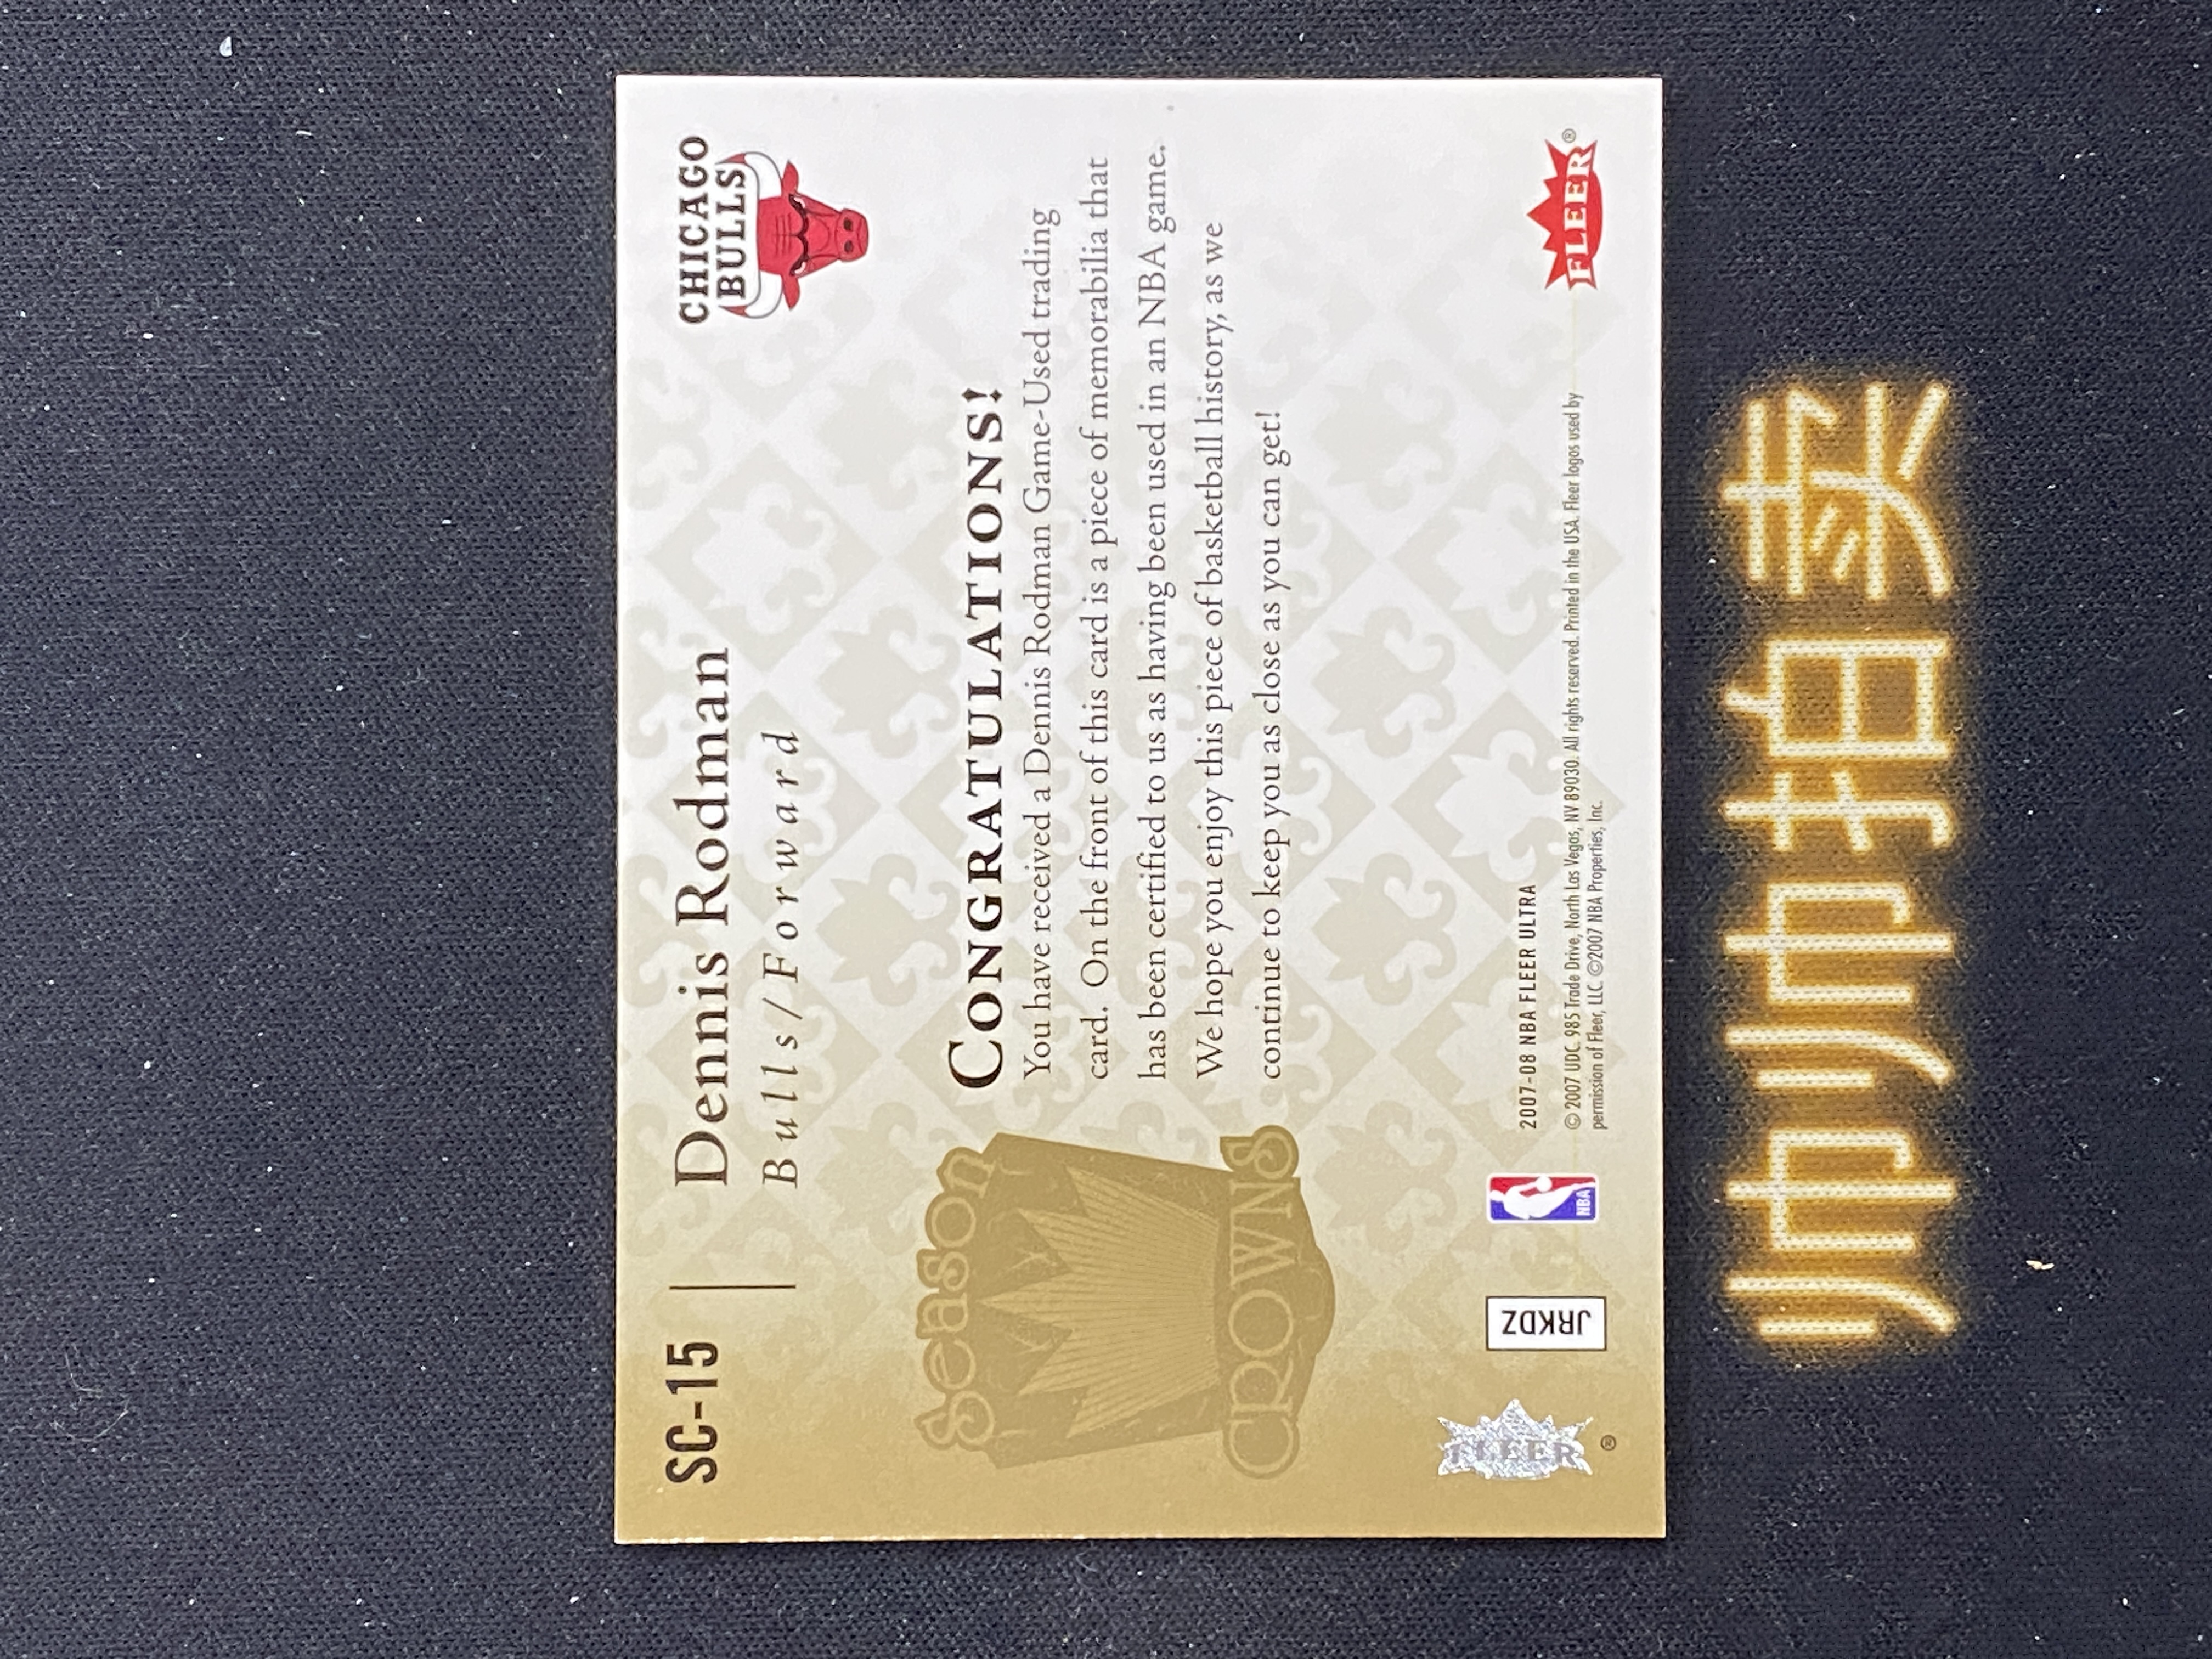 SC-15
Dennis Rodman
Bulls/Forward
CHICAGO
BULLS
Season
CROWNS
CONGRATULATIONS!
You have received a Dennis Rodman Game-Used trading
card. On the front of this card is a piece of memorabilia that
has been certified to us as having been used in an NBA game.
We hope you enjoy this piece of basketball history, as we
continue to keep you as close as you can get!
FLEER®
JRKDZ
NBA
2007-08 NBA FLEER ULTRA
© 2007 UDC. 985 Trade Drive, North Las Vegas, NV 89030. All rights reserved. Printed in the USA. Fleer logos used by
permission of Fleer, LLC. ©2007 NBA Properties, Inc.
FLEER®
帅帅拍卖